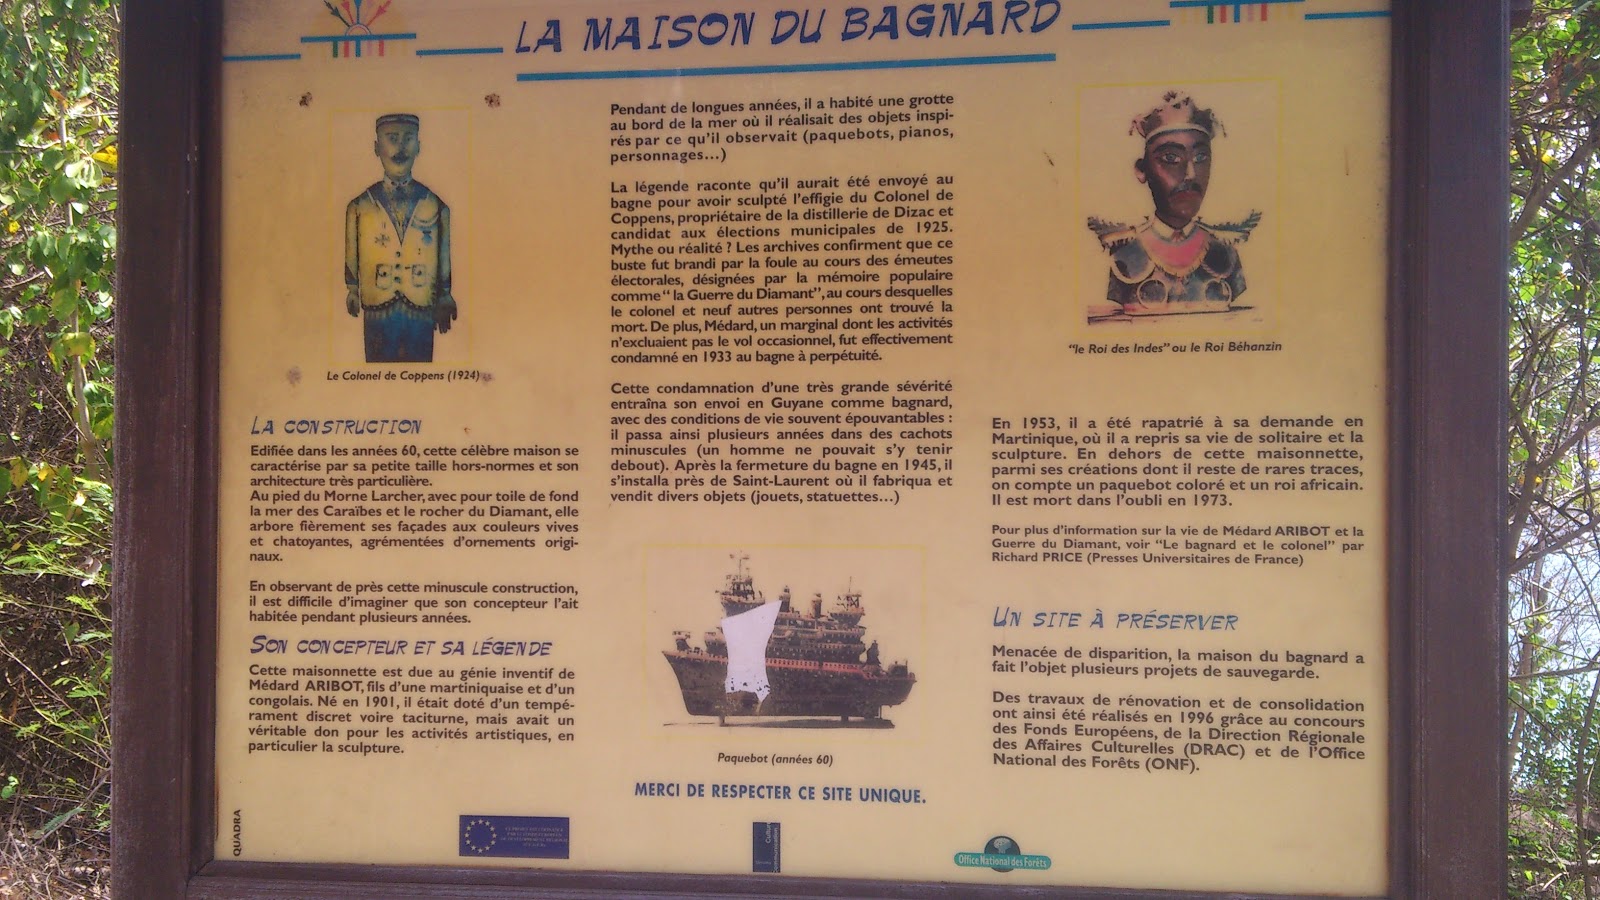 LA MAISON DU BAGNARD
Le Colonel de Coppens (1924)
LA CONSTRUCTION
Edifiée dans les années 60, cette célèbre maison se
caractérise par sa petite taille hors-normes et son
architecture très particulière.
Au pied du Morne Larcher, avec pour toile de fond
la mer des Caraïbes et le rocher du Diamant, elle
arbore fièrement ses façades aux couleurs vives
et chatoyantes, agrémentées d'ornements origi-
naux.
En observant de près cette minuscule construction,
il est difficile d'imaginer que son concepteur l'ait
habitée pendant plusieurs années.
SON CONCEPTEUR ET SA LÉGENDE
Cette maisonnette est due au génie inventif de
Médard ARIBOT, fils d'une martiniquaise et d'un
congolais. Né en 1901, il était doté d'un tempé-
rament discret voire taciturne, mais avait un
véritable don pour les activités artistiques, en
particulier la sculpture.
Pendant de longues années, il a habité une grotte
au bord de la mer où il réalisait des objets inspi-
rés par ce qu'il observait (paquebots, pianos,
personnages...)
La légende raconte qu'il aurait été envoyé au
bagne pour avoir sculpté l'effigie du Colonel de
Coppens, propriétaire de la distillerie de Dizac et
candidat aux élections municipales de 1925.
Mythe ou réalité ? Les archives confirment que ce
buste fut brandi par la foule au cours des émeutes
électorales, désignées par la mémoire populaire
comme " la Guerre du Diamant", au cours desquelles
le colonel et neuf autres personnes ont trouvé la
mort. De plus, Médard, un marginal dont les activités
n'excluaient pas le vol occasionnel, fut effectivement
condamné en 1933 au bagne à perpétuité.
Cette condamnation d'une très grande sévérité
entraîna son envoi en Guyane comme bagnard,
avec des conditions de vie souvent épouvantables :
il passa ainsi plusieurs années dans des cachots
minuscules (un homme ne pouvait s'y tenir
debout). Après la fermeture du bagne en 1945, il
s'installa près de Saint-Laurent où il fabriqua et
vendit divers objets (jouets, statuettes...)
Paquebot (années 60)
MERCI DE RESPECTER CE SITE UNIQUE.
"le Roi des Indes" ou le Roi Béhanzin
En 1953, il a été rapatrié à sa demande en
Martinique, où il a repris sa vie de solitaire et la
sculpture. En dehors de cette maisonnette,
parmi ses créations dont il reste de rares traces,
on compte un paquebot coloré et un roi africain.
Il est mort dans l'oubli en 1973.
Pour plus d'information sur la vie de Médard ARIBOT et la
Guerre du Diamant, voir "Le bagnard et le colonel" par
Richard PRICE (Presses Universitaires de France)
UN SITE À PRÉSERVER
Menacée de disparition, la maison du bagnard a
fait l'objet plusieurs projets de sauvegarde.
Des travaux de rénovation et de consolidation
ont ainsi été réalisés en 1996 grâce au concours
des Fonds Européens, de la Direction Régionale
des Affaires Culturelles (DRAC) et de l'Office
National des Forêts (ONF).
QUADRA
Culture
Office National des Forêts